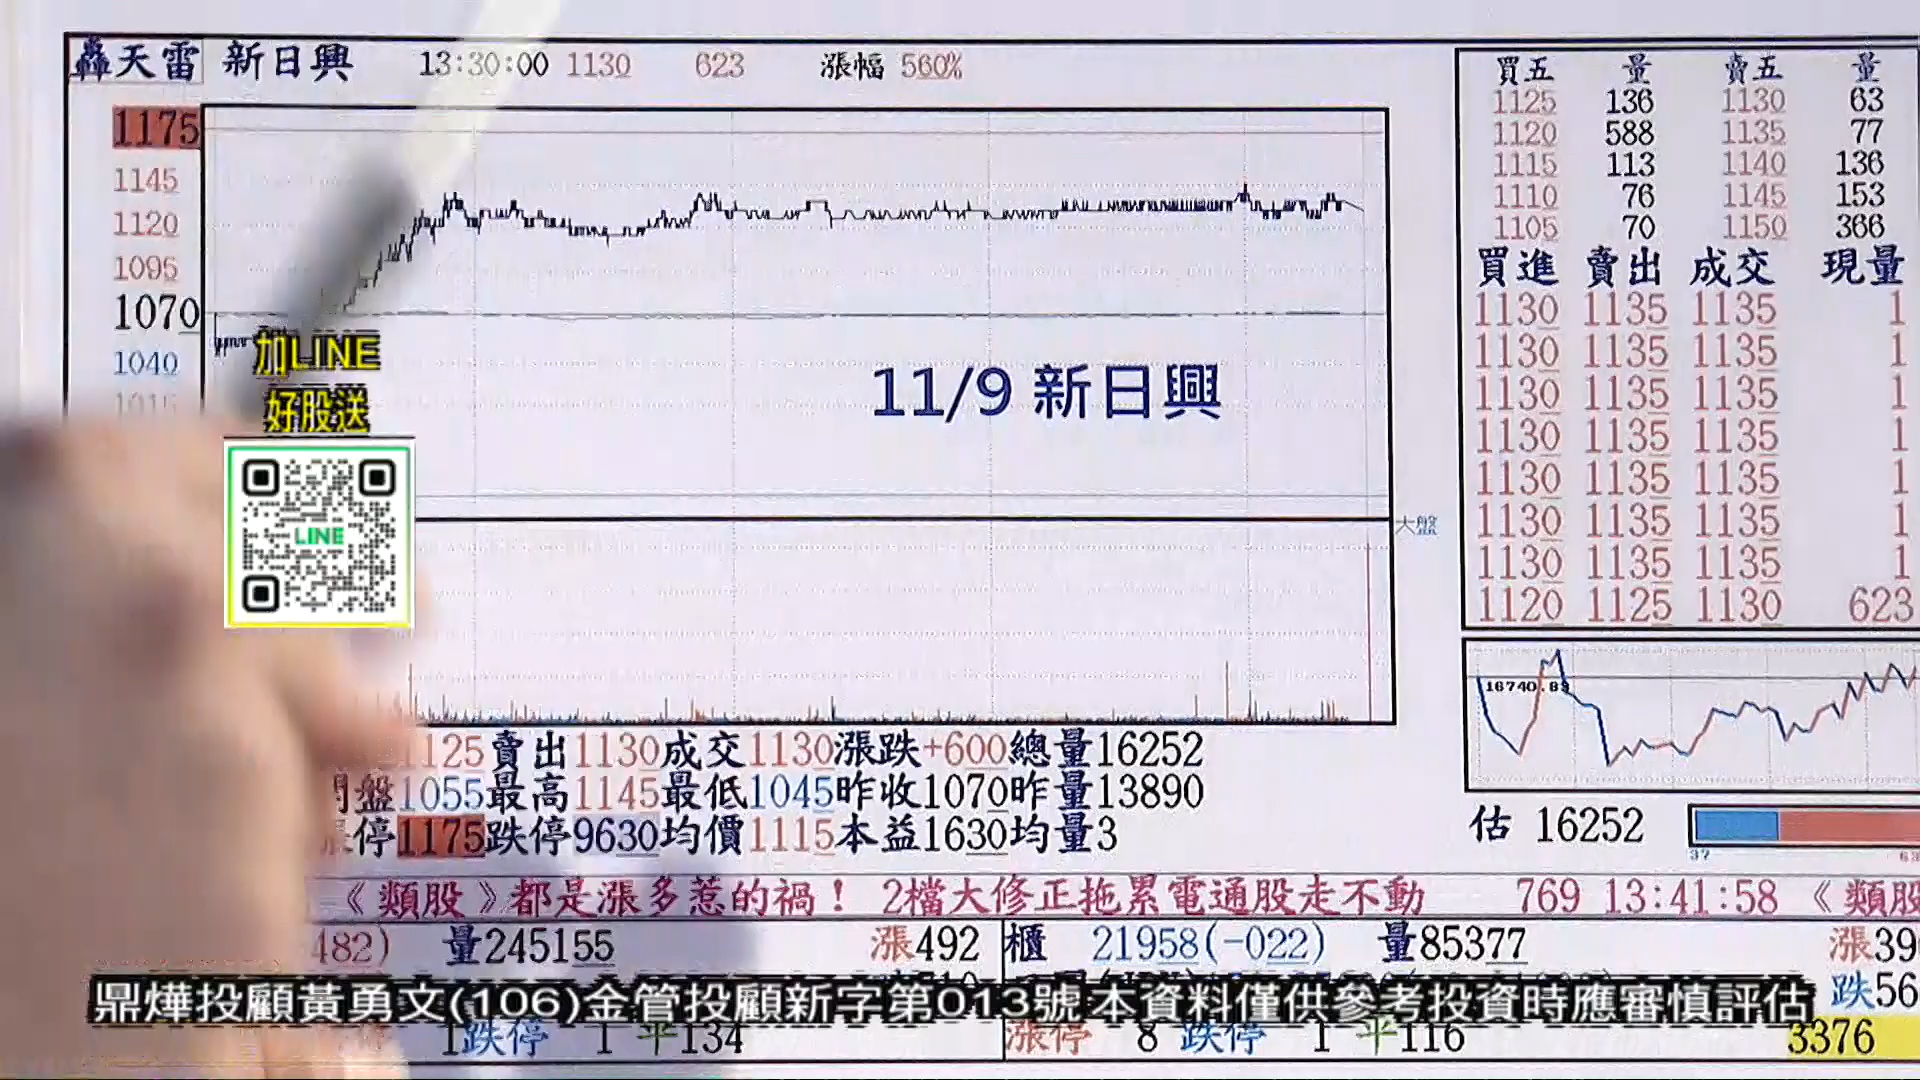 轟天雷 新日興 13:30:00 1130 623 漲幅 560%
1175
1145
1120
1095
1070
1040
加LINE
好股送
LINE
11/9 新日興
大盤
買五 量 賣五 量
1125 136 1130 63
1120 588 1135 77
1115 113 1140 136
1110 76 1145 153
1105 70 1150 366
買進 賣出 成交 現量
1130 1135 1135 1
1130 1135 1135 1
1130 1135 1135 1
1130 1135 1135 1
1130 1135 1135 1
1130 1135 1135 1
1130 1135 1135 1
1120 1125 1130 623
16740.83
估 16252
37
1125賣出1130成交1130漲跌+600總量16252
盤1055最高1145最低1045昨收1070昨量13890
停1175跌停9630均價1115本益1630均量3
《類股》都是漲多惹的禍! 2檔大修正拖累電通股走不動 769 13:41:58 《類股
482) 量245155 漲492 櫃 21958(-022) 量85377 漲39
跌56
鼎燁投顧黃勇文(106)金管投顧新字第013號本資料僅供參考投資時應審慎評估
1跌停 1 平134 漲停 8 跌停 1 平116 3376